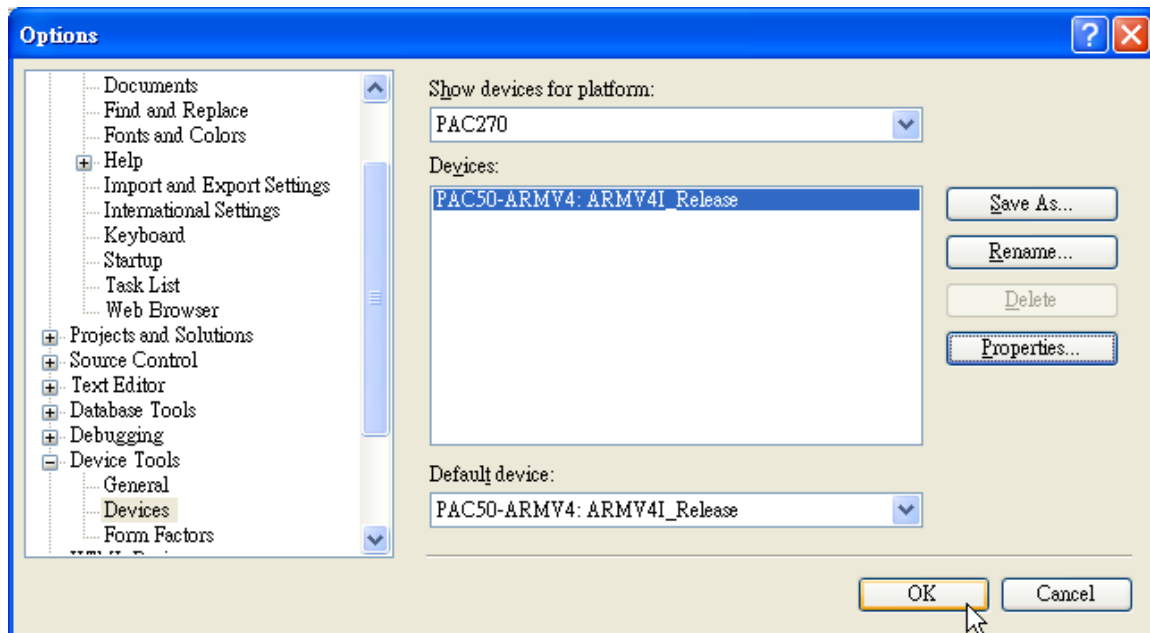 Options
Documents
Find and Replace
Fonts and Colors
Help
Import and Export Settings
International Settings
Keyboard
Startup
Task List
Web Browser
Projects and Solutions
Source Control
Text Editor
Database Tools
Debugging
Device Tools
General
Devices
Form Factors
Show devices for platform:
PAC270
Devices:
PAC50-ARMV4: ARMV4I_Release
Save As...
Rename...
Delete
Properties...
Default device:
PAC50-ARMV4: ARMV4I_Release
OK
Cancel